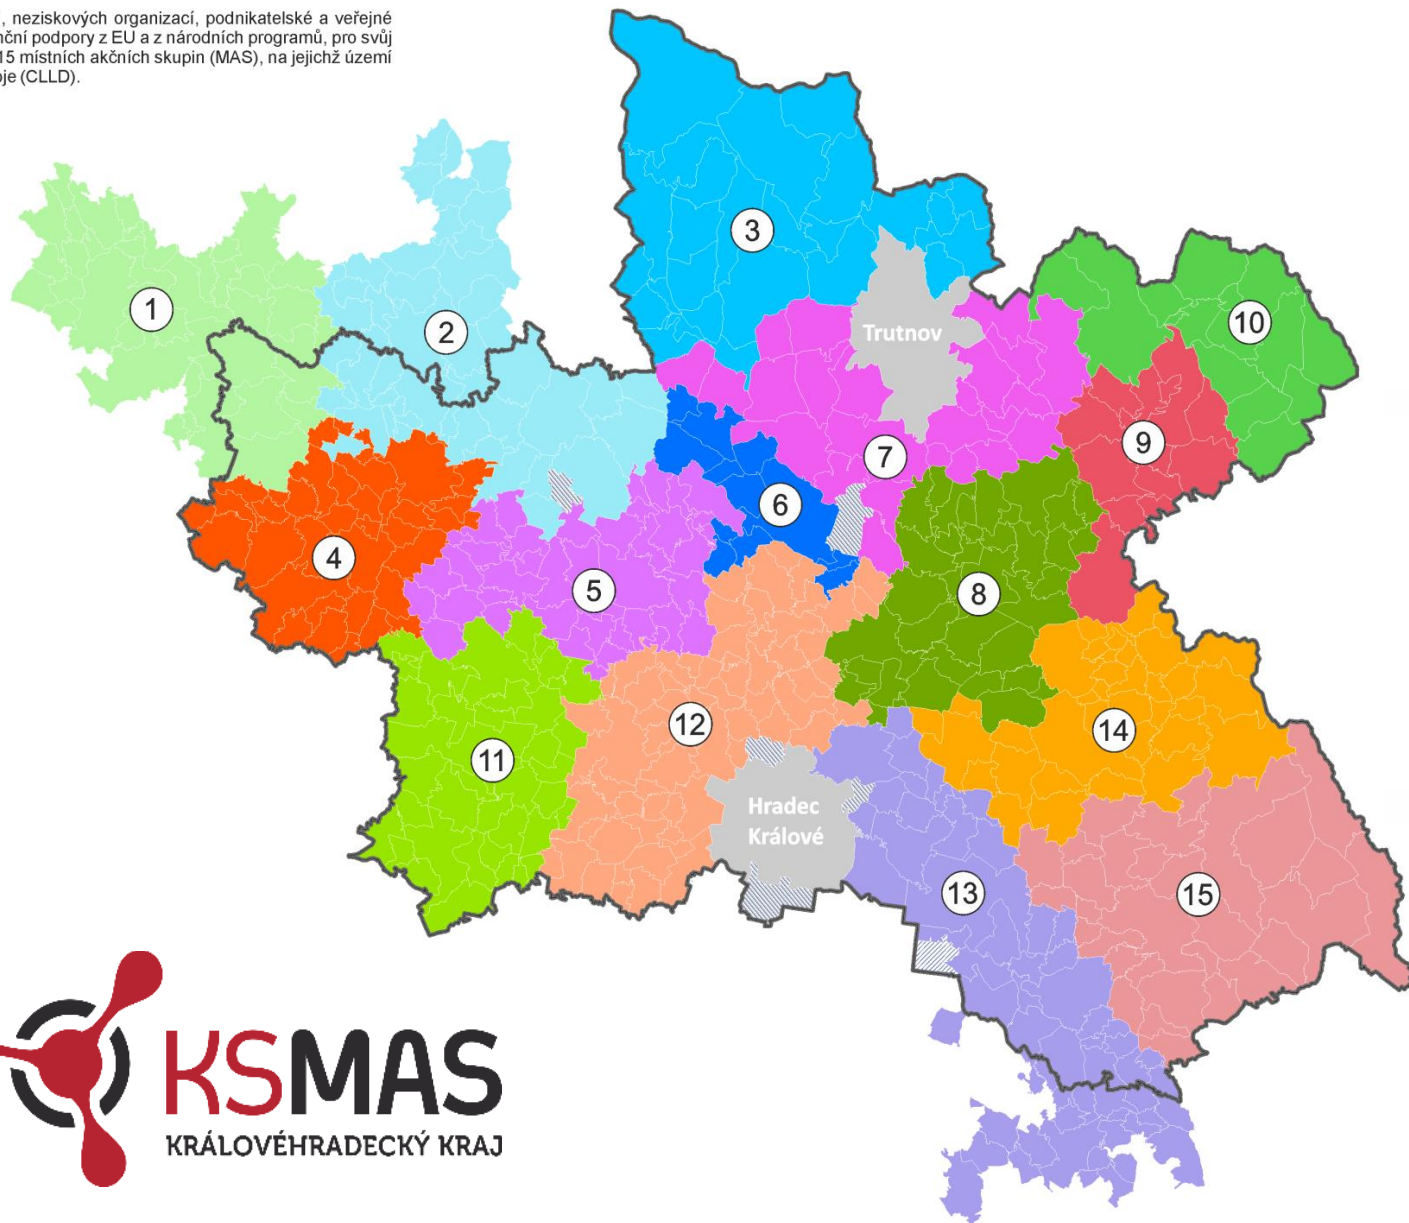 , neziskových organizací, podnikatelské a veřejné
nční podpory z EU a z národních programů, pro svůj
15 místních akčních skupin (MAS), na jejichž území
oje (CLLD).
3
1
2
Trutnov
10
7
9
6
4
5
8
12
11
14
Hradec
Králové
13
15
KSMAS
KRÁLOVÉHRADECKÝ KRAJ